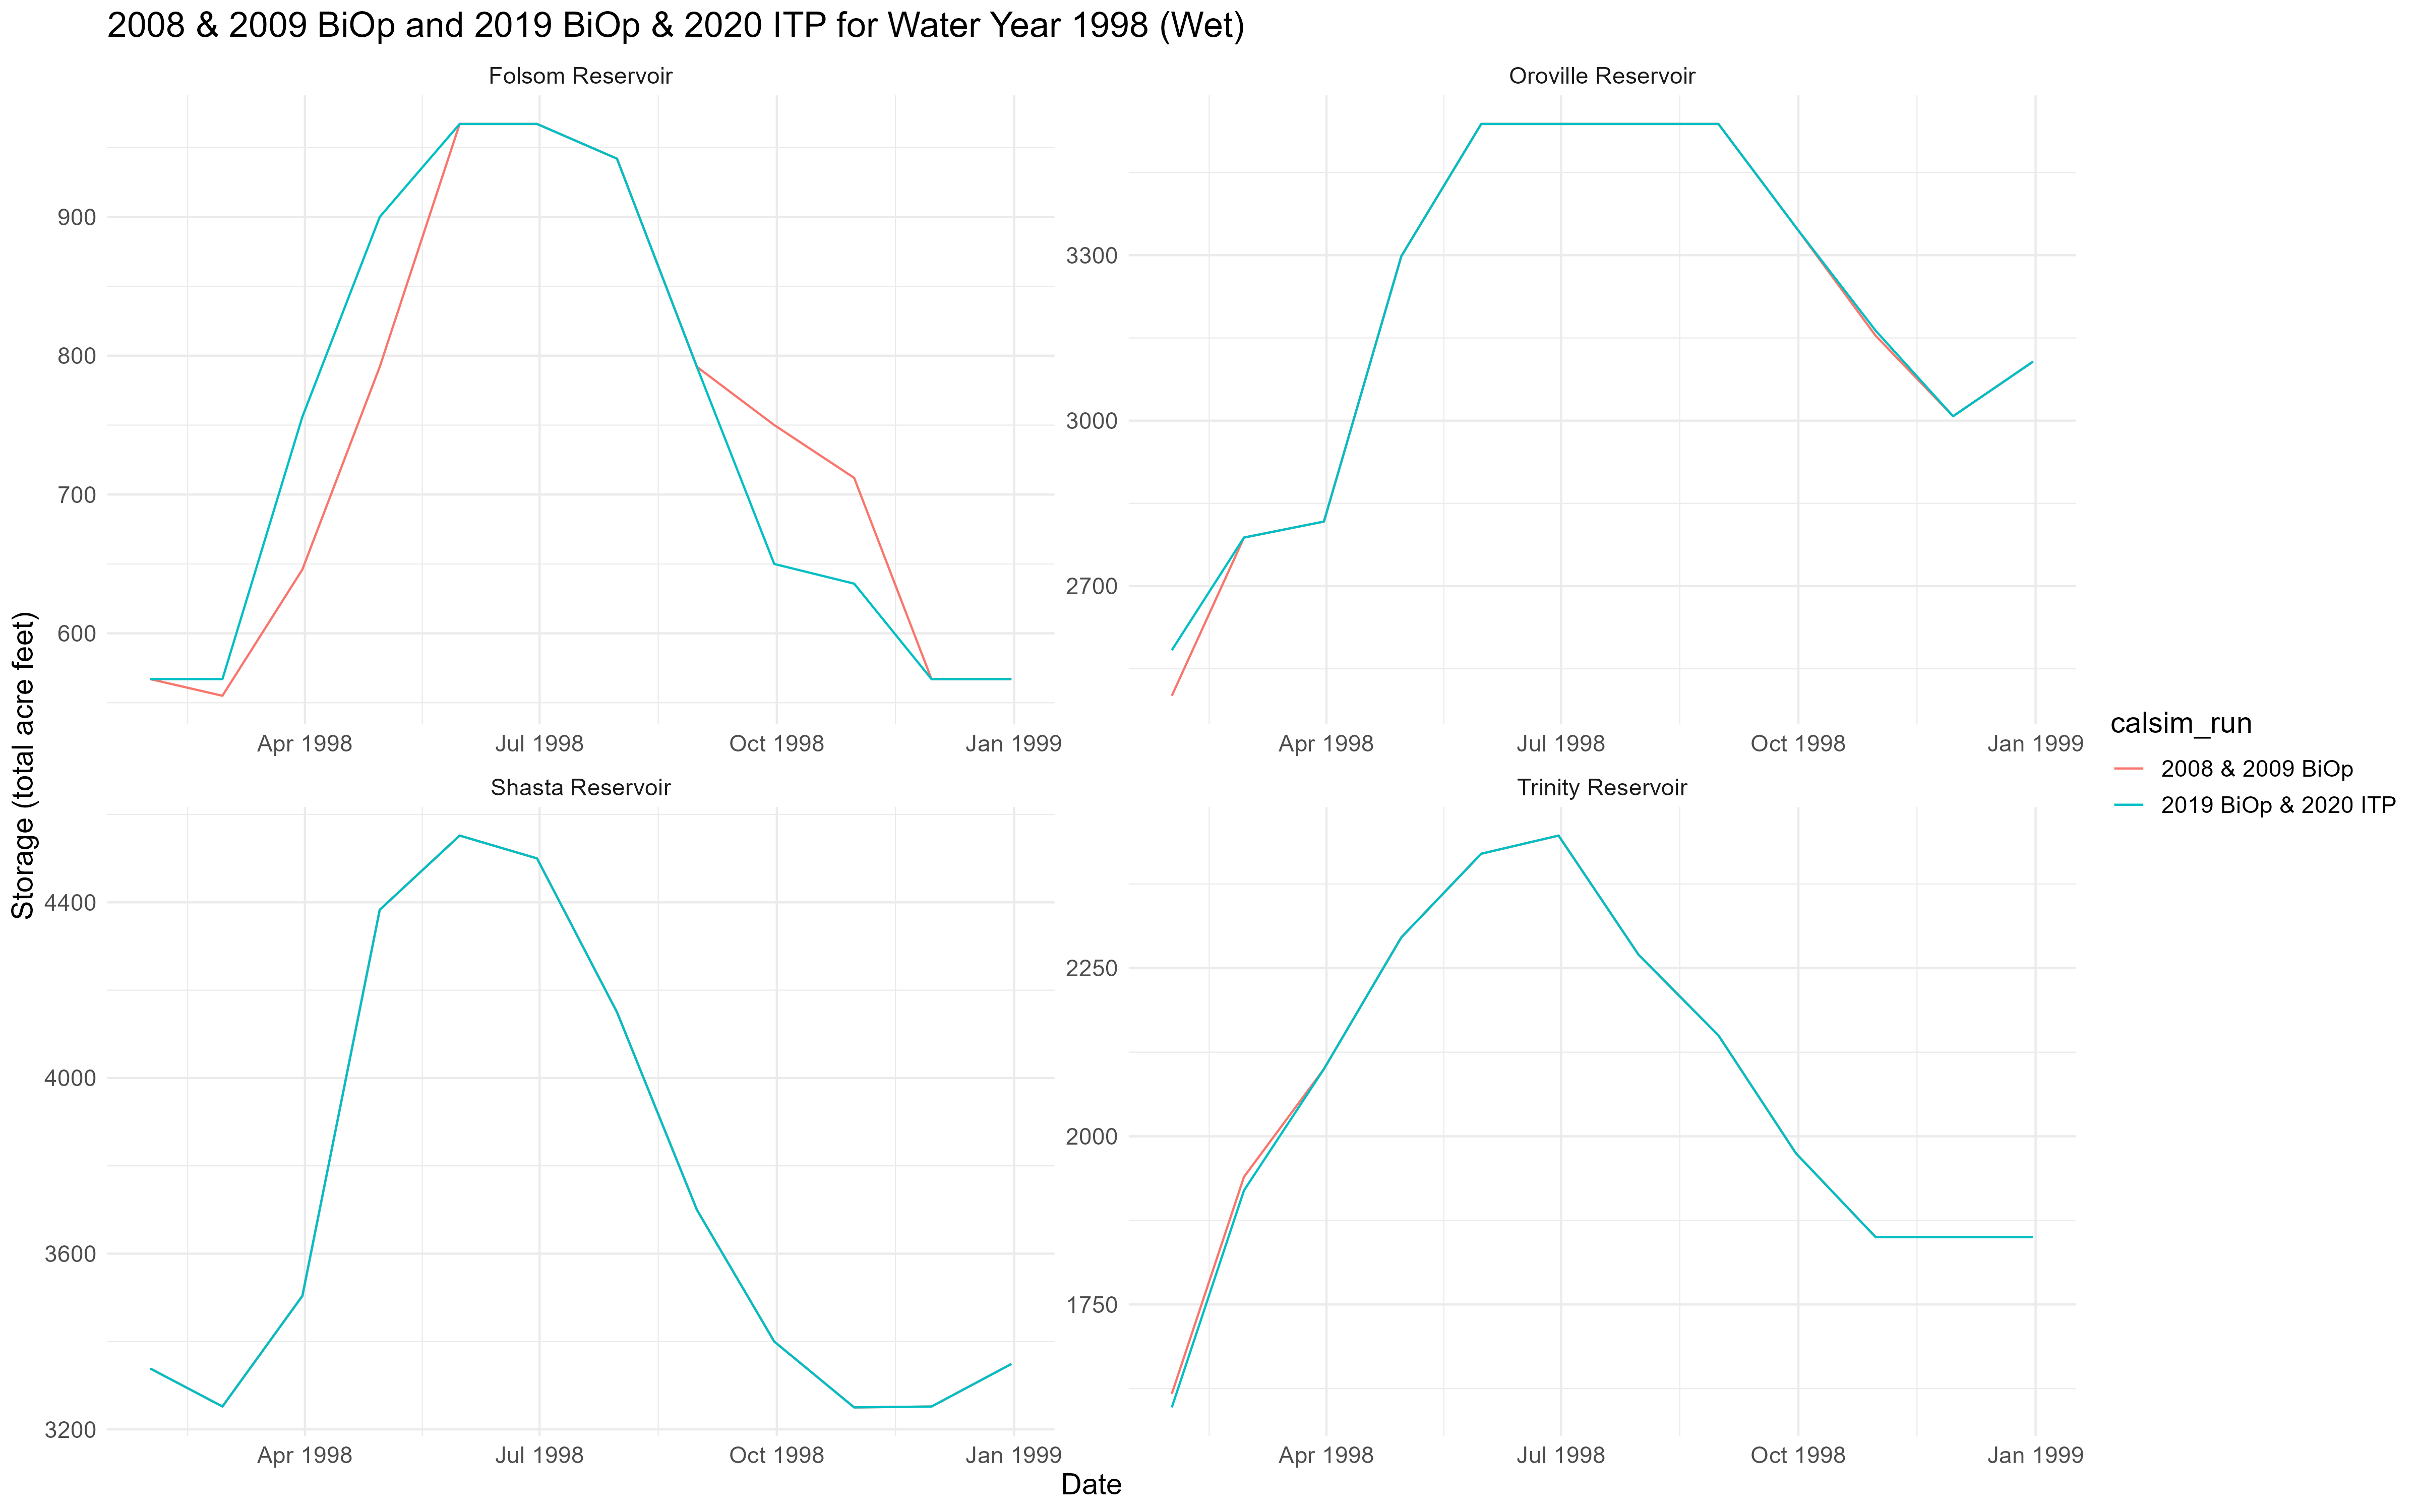 2008 & 2009 BiOp and 2019 BiOp & 2020 ITP for Water Year 1998 (Wet)
Folsom Reservoir
900
800
700
600
Apr 1998
Jul 1998
Oct 1998
Jan 1999
Oroville Reservoir
3300
3000
2700
Apr 1998
Jul 1998
Oct 1998
Jan 1999
Shasta Reservoir
4400
4000
3600
3200
Apr 1998
Jul 1998
Oct 1998
Jan 1999
Trinity Reservoir
2250
2000
1750
Apr 1998
Jul 1998
Oct 1998
Jan 1999
Storage (total acre feet)
Date
calsim_run
2008 & 2009 BiOp
2019 BiOp & 2020 ITP